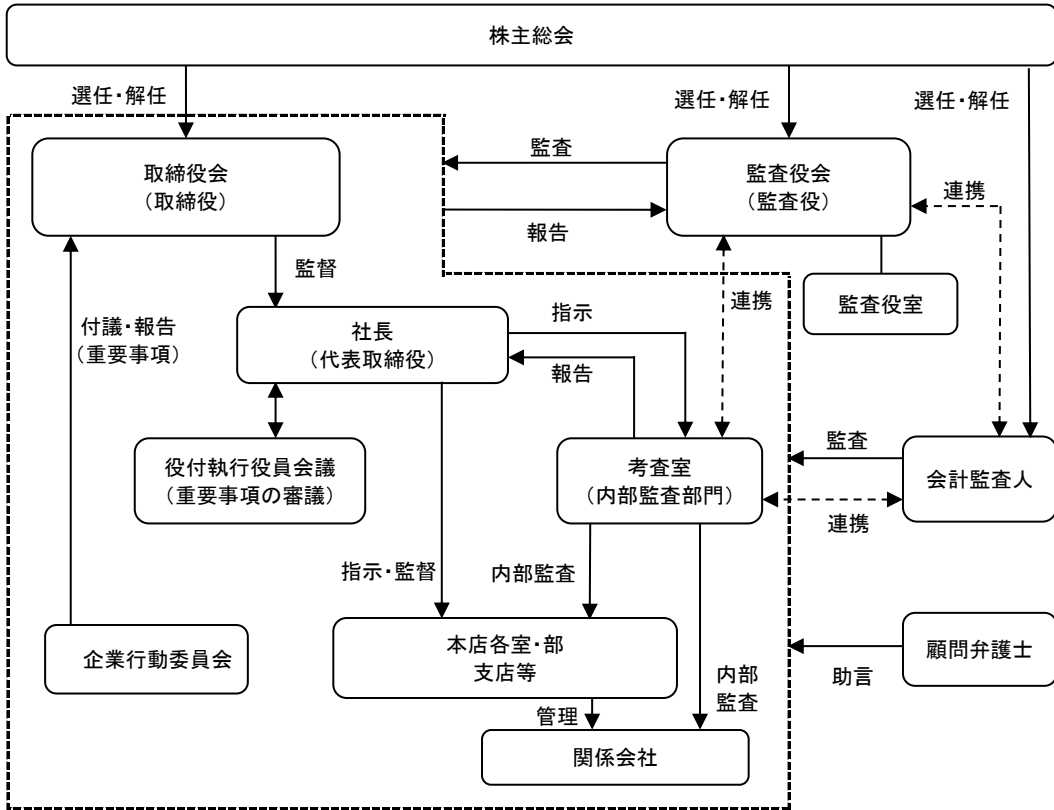 株主総会
選任・解任
選任・解任
選任・解任
取締役会
（取締役）
監査
監査役会
（監査役）
連携
報告
監督
連携
監査役室
付議・報告
（重要事項）
社長
（代表取締役）
指示
報告
役付執行役員会議
（重要事項の審議）
考査室
（内部監査部門）
監査
会計監査人
連携
指示・監督
内部監査
企業行動委員会
本店各室・部
支店等
内部
監査
顧問弁護士
助言
管理
関係会社